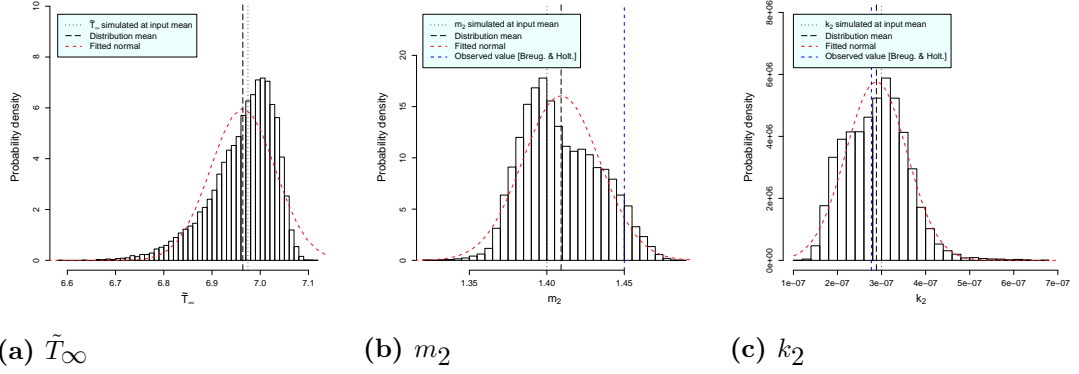 T̃∞ simulated at input mean
Distribution mean
Fitted normal
Probability density
0 2 4 6 8 10
6.6 6.7 6.8 6.9 7.0 7.1
T̃∞
m2 simulated at input mean
Distribution mean
Fitted normal
Observed value [Breug. & Holt.]
Probability density
0 5 10 15 20
1.35 1.40 1.45
m2
k2 simulated at input mean
Distribution mean
Fitted normal
Observed value [Breug. & Holt.]
Probability density
0e+00 2e+06 4e+06 6e+06 8e+06
1e−07 2e−07 3e−07 4e−07 5e−07 6e−07 7e−07
k2
(a) T̃∞
(b) m2
(c) k2